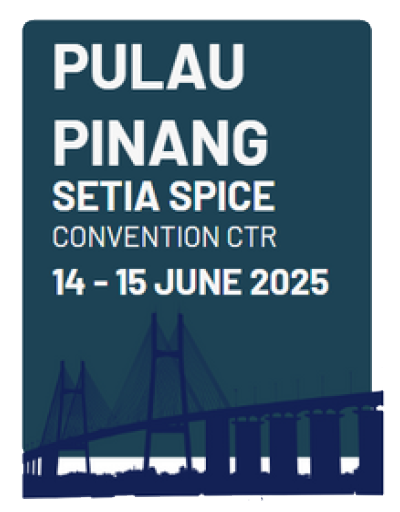 PULAU
PINANG
SETIA SPICE
CONVENTION CTR
14 - 15 JUNE 2025